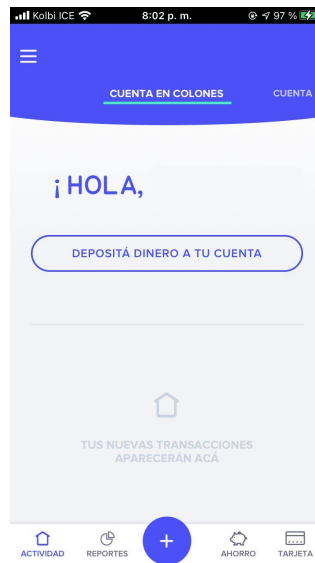 Kolbi ICE 8:02 p. m. 97 %
CUENTA EN COLONES CUENTA
¡HOLA,
DEPOSITÁ DINERO A TU CUENTA
TUS NUEVAS TRANSACCIONES
APARECERÁN ACÁ
ACTIVIDAD REPORTES + AHORRO TARJETA